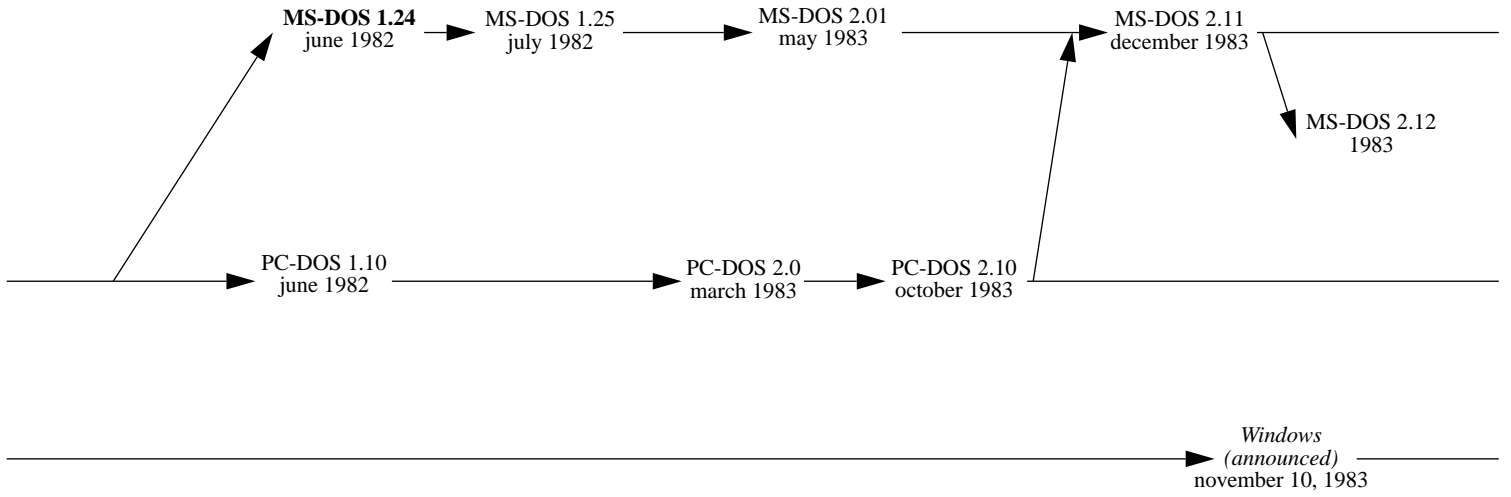 MS-DOS 1.24
june 1982
MS-DOS 1.25
july 1982
MS-DOS 2.01
may 1983
MS-DOS 2.11
december 1983
MS-DOS 2.12
1983
PC-DOS 1.10
june 1982
PC-DOS 2.0
march 1983
PC-DOS 2.10
october 1983
Windows
(announced)
november 10, 1983